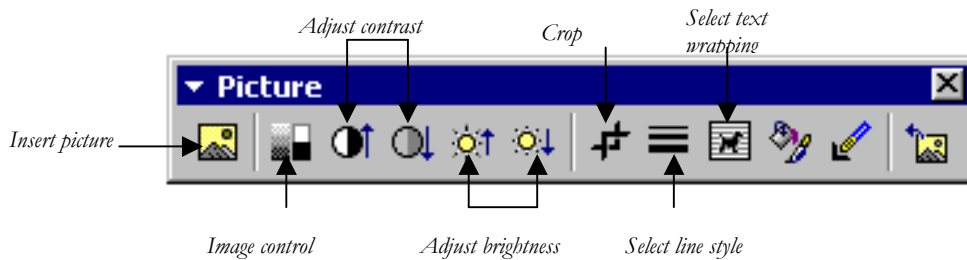 Adjust contrast
Crop
Select text
wrapping
Picture
Insert picture
Image control
Adjust brightness
Select line style